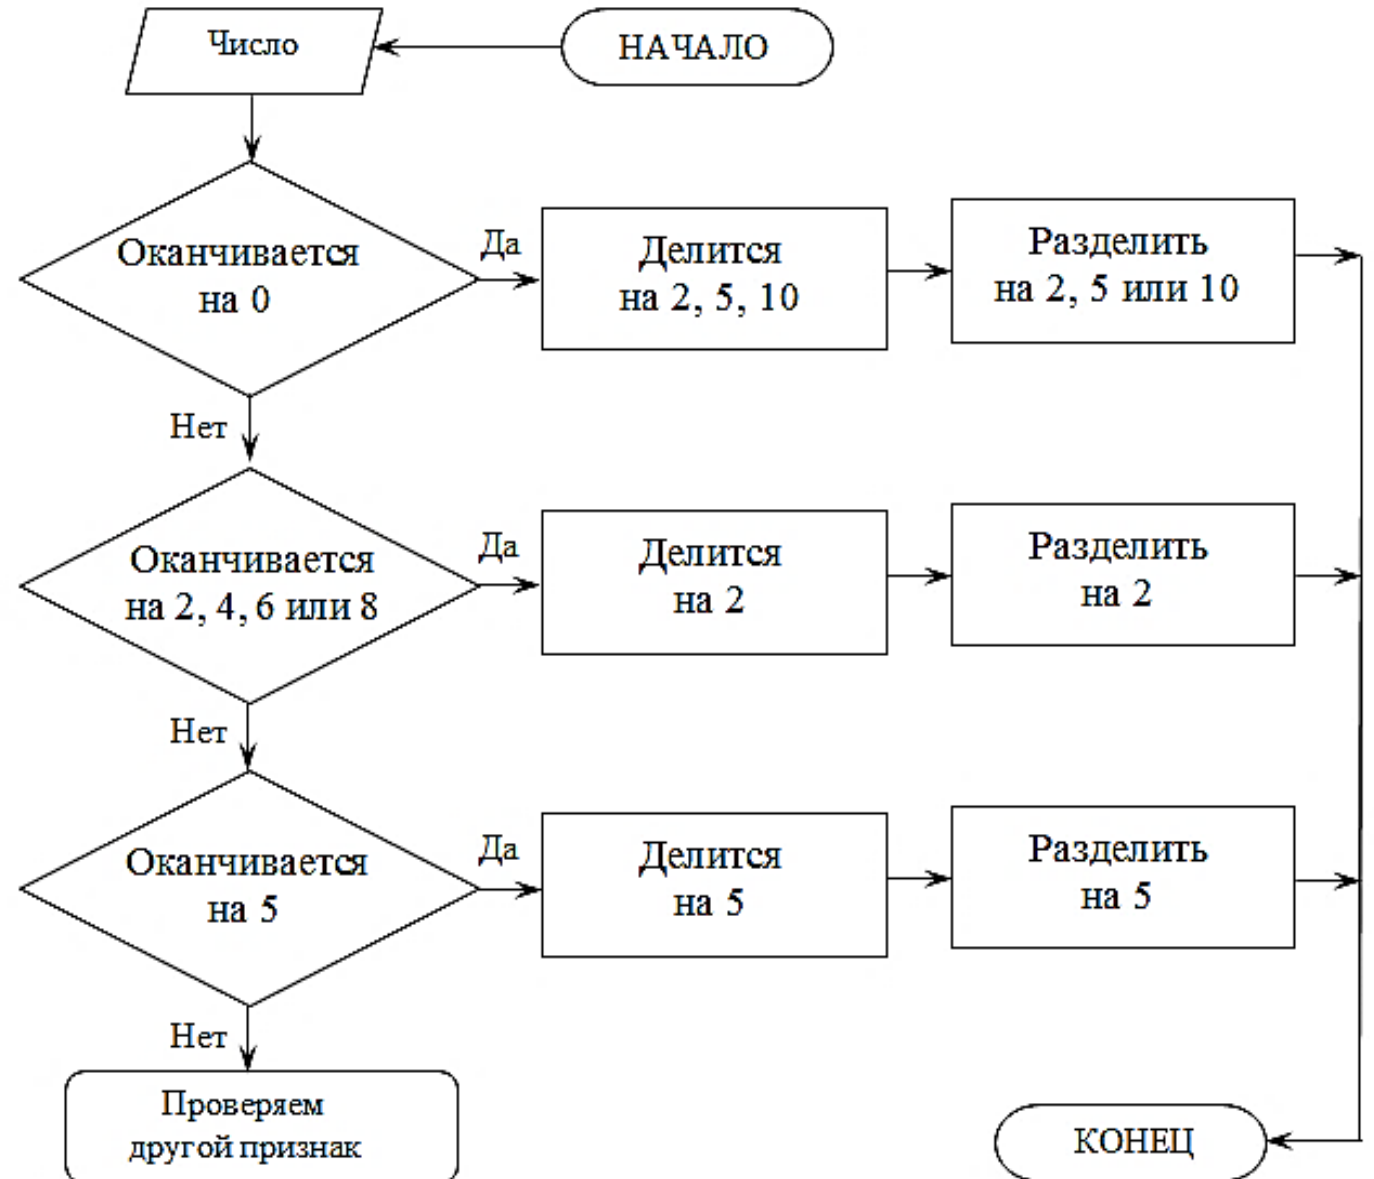 Число
НАЧАЛО
Оканчивается
на 0
Да
Делится
на 2, 5, 10
Разделить
на 2, 5 или 10
Нет
Оканчивается
на 2, 4, 6 или 8
Да
Делится
на 2
Разделить
на 2
Нет
Оканчивается
на 5
Да
Делится
на 5
Разделить
на 5
Нет
Проверяем
другой признак
КОНЕЦ